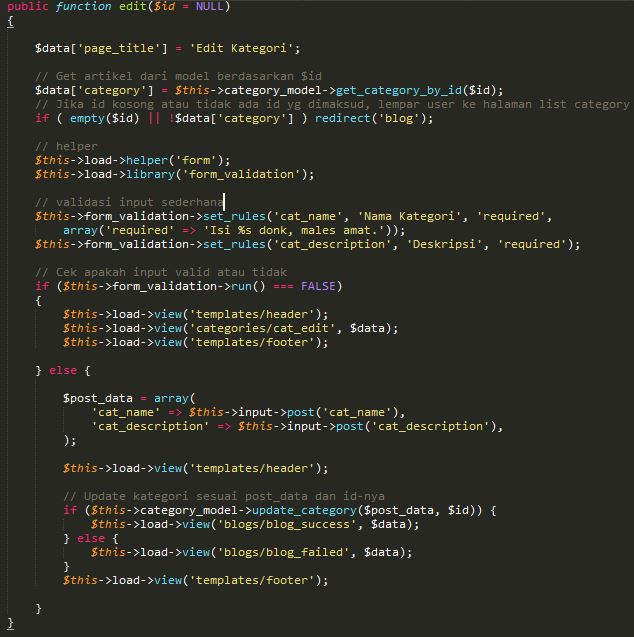 public function edit($id = NULL)
{
$data['page_title'] = 'Edit Kategori';
// Get artikel dari model berdasarkan $id
$data['category'] = $this->category_model->get_category_by_id($id);
// Jika id kosong atau tidak ada id yg dimaksud, lempar user ke halaman list category
if ( empty($id) || !$data['category'] ) redirect('blog');
// helper
$this->load->helper('form');
$this->load->library('form_validation');
// validasi input sederhana
$this->form_validation->set_rules('cat_name', 'Nama Kategori', 'required',
array('required' => 'Isi %s donk, males amat.'));
$this->form_validation->set_rules('cat_description', 'Deskripsi', 'required');
// Cek apakah input valid atau tidak
if ($this->form_validation->run() === FALSE)
{
$this->load->view('templates/header');
$this->load->view('categories/cat_edit', $data);
$this->load->view('templates/footer');
} else {
$post_data = array(
'cat_name' => $this->input->post('cat_name'),
'cat_description' => $this->input->post('cat_description'),
);
$this->load->view('templates/header');
// Update kategori sesuai post_data dan id-nya
if ($this->category_model->update_category($post_data, $id)) {
$this->load->view('blogs/blog_success', $data);
} else {
$this->load->view('blogs/blog_failed', $data);
}
$this->load->view('templates/footer');
}
}